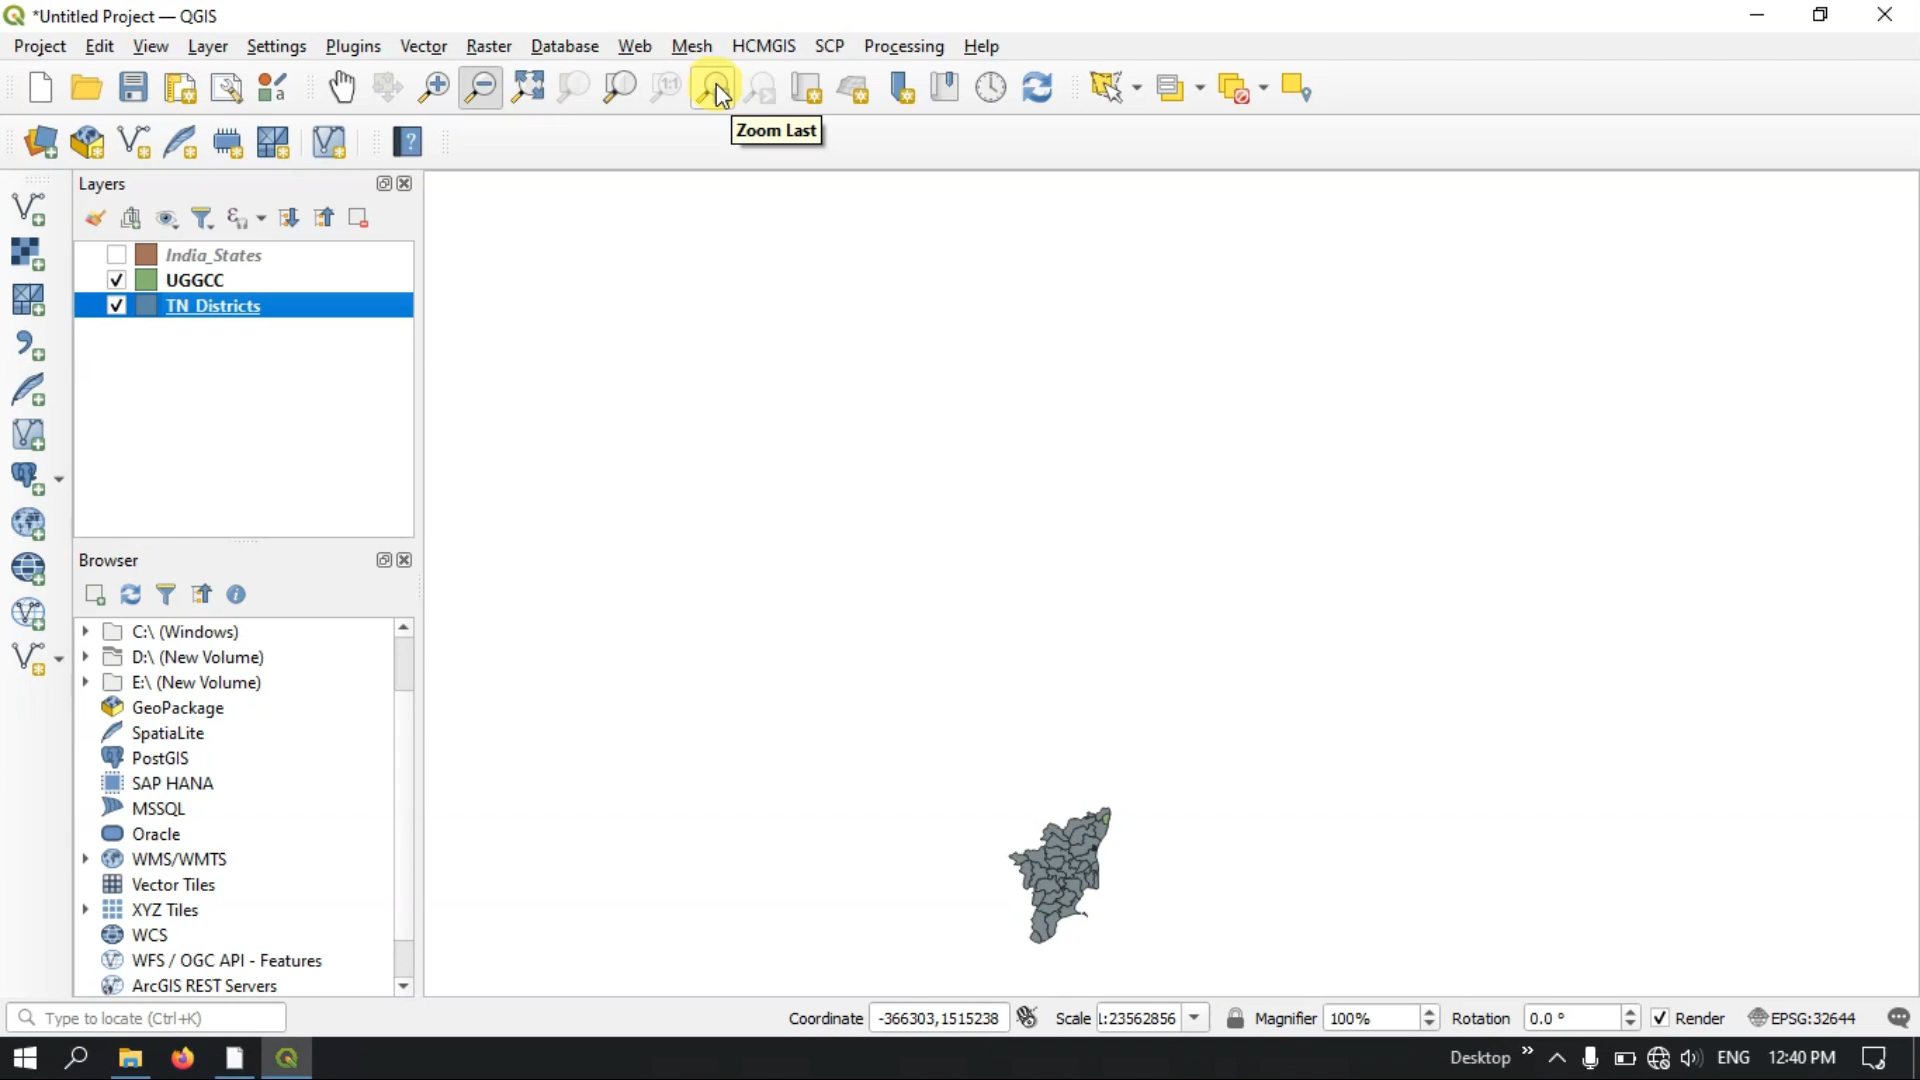 *Untitled Project — QGIS
Project Edit View Layer Settings Plugins Vector Raster Database Web Mesh HCMGIS SCP Processing Help
Zoom Last
Layers
India_States
UGGCC
TN_Districts
Browser
C:\ (Windows)
D:\ (New Volume)
E:\ (New Volume)
GeoPackage
SpatiaLite
PostGIS
SAP HANA
MSSQL
Oracle
WMS/WMTS
Vector Tiles
XYZ Tiles
WCS
WFS / OGC API - Features
ArcGIS REST Servers
Type to locate (Ctrl+K) Coordinate -366303,1515238 Scale 1:23562856 Magnifier 100% Rotation 0.0 ° Render EPSG:32644
Desktop » ENG 12:40 PM